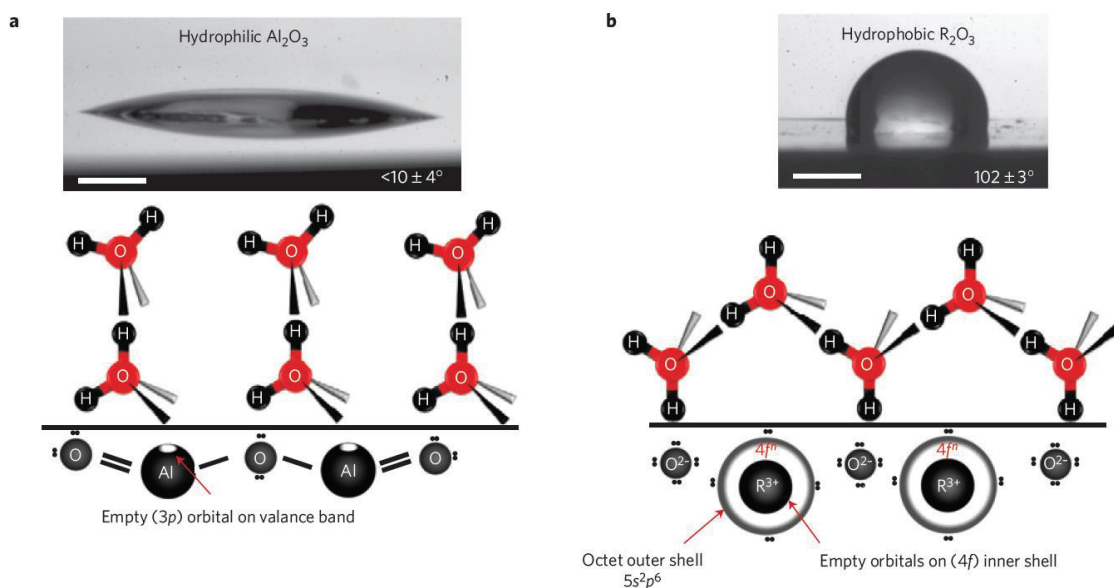 a
Hydrophilic Al₂O₃
<10 ± 4°
H H H H H H
O O O
H H H
O O O
H H H
O Al O Al O
Empty (3p) orbital on valance band
b
Hydrophobic R₂O₃
102 ± 3°
H H
O O
H H
H H H
O O O
H H H
4fⁿ 4fⁿ
O²⁻ R³⁺ O²⁻ R³⁺ O²⁻
Octet outer shell
5s²p⁶
Empty orbitals on (4f) inner shell